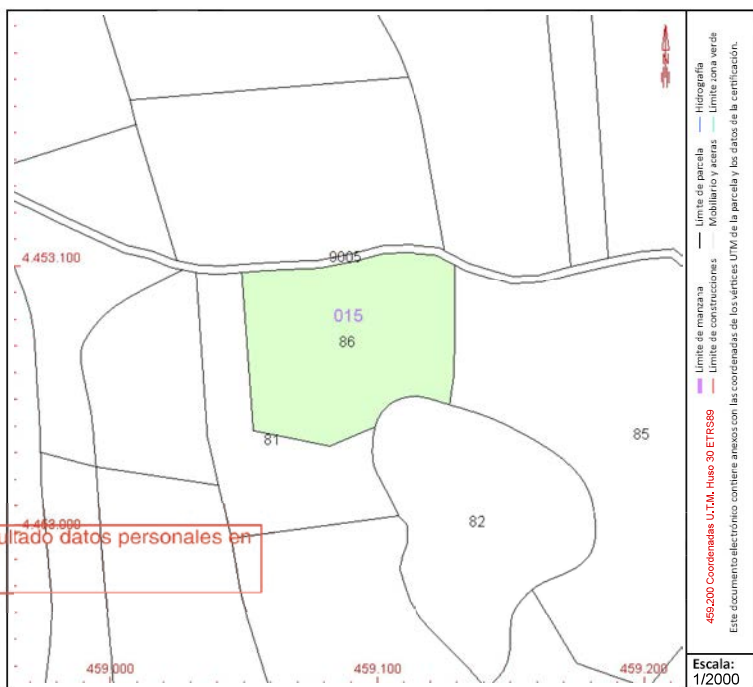 4.453.100
9005
015
86
81
85
82
4.453.000
ultado datos personales en
459.000
459.100
459.200
Límite de manzana
Límite de parcela
Hidrografía
Límite de construcciones
Mobiliario y aceras
Límite zona verde
459.200 Coordenadas U.T.M. Huso 30 ETRS89
Este documento electrónico contiene anexos con las coordenadas de los vértices UTM de la parcela y los datos de la certificación.
Escala:
1/2000